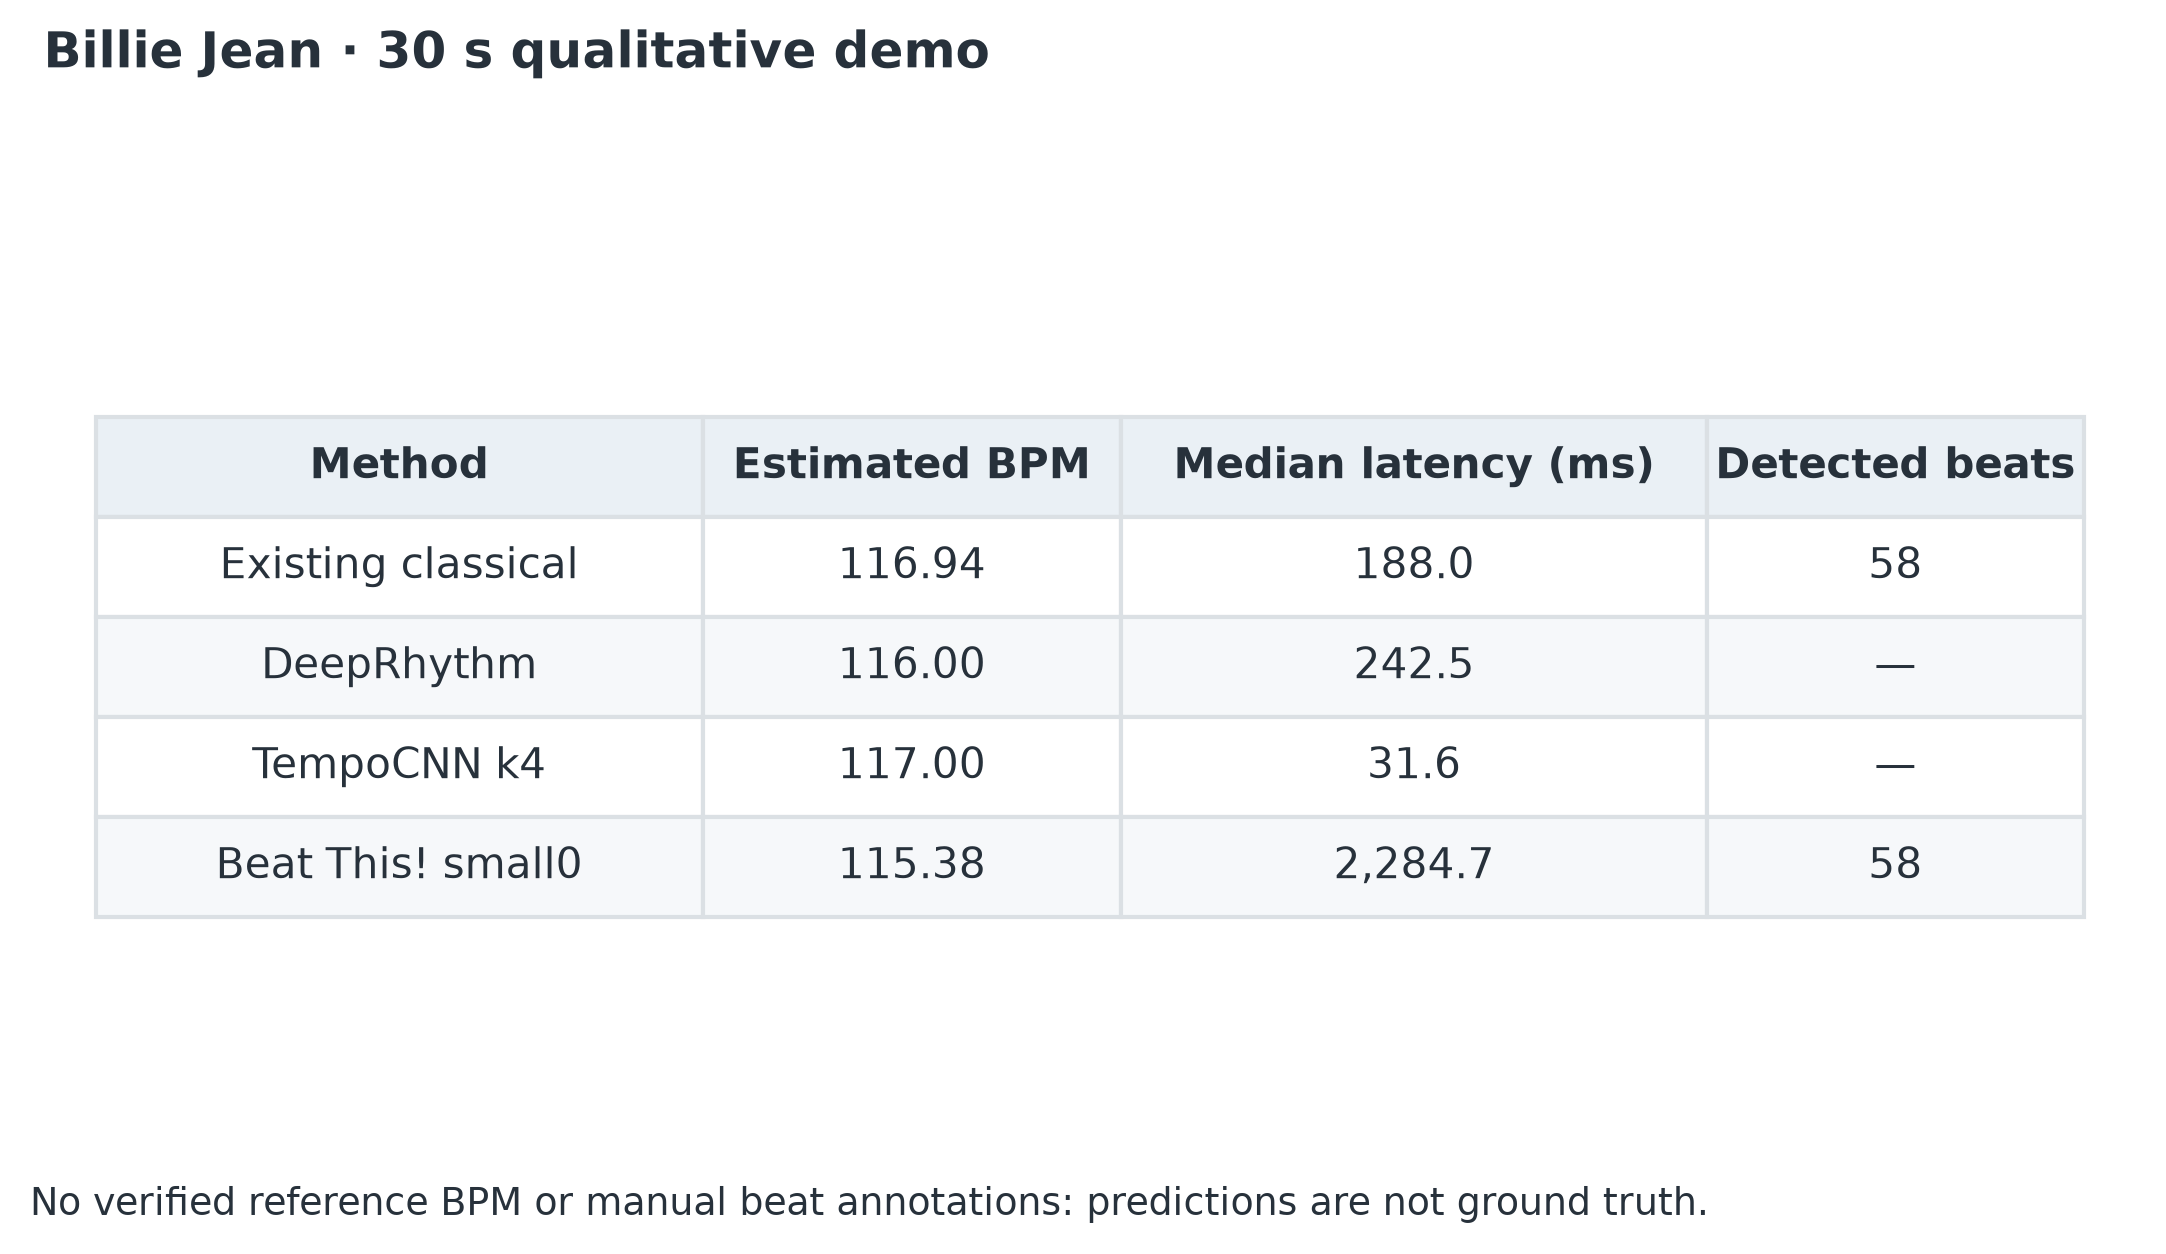 Billie Jean · 30 s qualitative demo
Method Estimated BPM Median latency (ms) Detected beats
Existing classical 116.94 188.0 58
DeepRhythm 116.00 242.5 —
TempoCNN k4 117.00 31.6 —
Beat This! small0 115.38 2,284.7 58
No verified reference BPM or manual beat annotations: predictions are not ground truth.